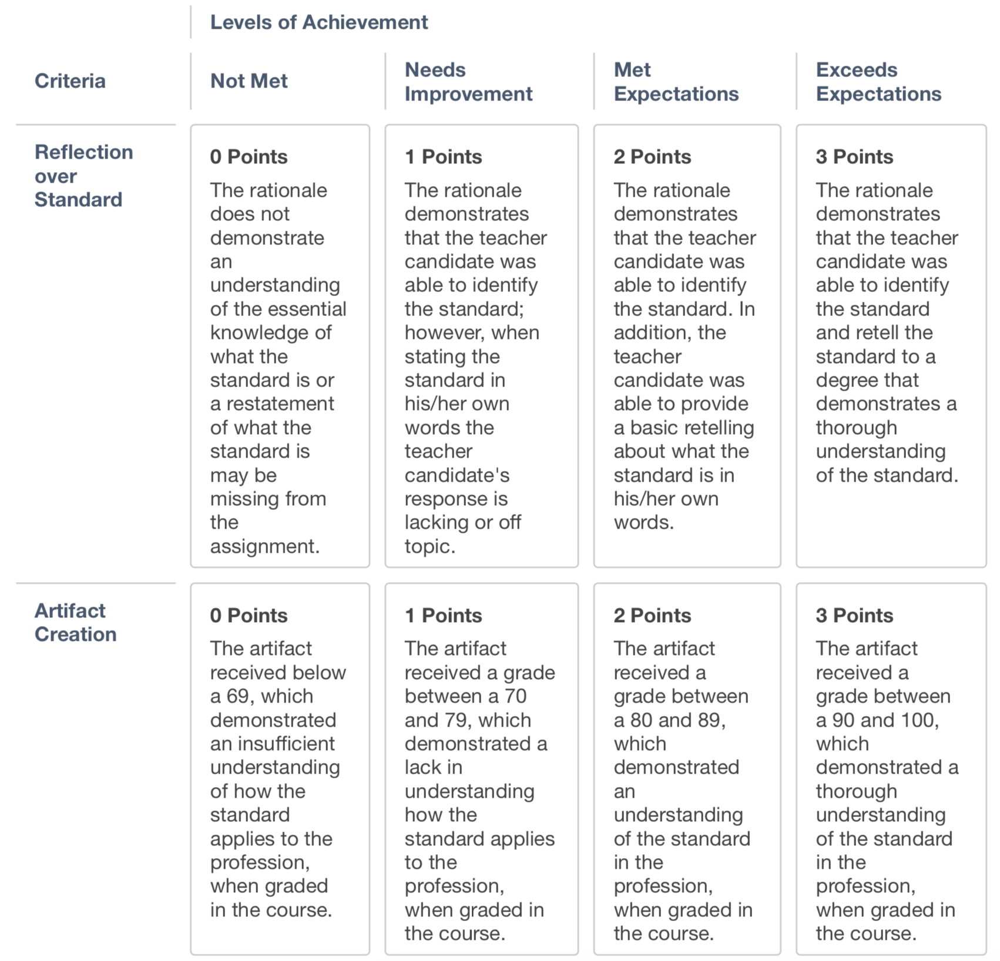 Levels of Achievement
Criteria
Not Met
Needs
Improvement
Met
Expectations
Exceeds
Expectations
Reflection
over
Standard
0 Points
The rationale
does not
demonstrate
an
understanding
of the essential
knowledge of
what the
standard is or
a restatement
of what the
standard is
may be
missing from
the
assignment.
1 Points
The rationale
demonstrates
that the teacher
candidate was
able to identify
the standard;
however, when
stating the
standard in
his/her own
words the
teacher
candidate's
response is
lacking or off
topic.
2 Points
The rationale
demonstrates
that the teacher
candidate was
able to identify
the standard. In
addition, the
teacher
candidate was
able to provide
a basic retelling
about what the
standard is in
his/her own
words.
3 Points
The rationale
demonstrates
that the teacher
candidate was
able to identify
the standard
and retell the
standard to a
degree that
demonstrates a
thorough
understanding
of the standard.
Artifact
Creation
0 Points
The artifact
received below
a 69, which
demonstrated
an insufficient
understanding
of how the
standard
applies to the
profession,
when graded
in the course.
1 Points
The artifact
received a grade
between a 70
and 79, which
demonstrated a
lack in
understanding
how the
standard applies
to the
profession,
when graded in
the course.
2 Points
The artifact
received a
grade between
a 80 and 89,
which
demonstrated
an
understanding
of the standard
in the
profession,
when graded in
the course.
3 Points
The artifact
received a
grade between
a 90 and 100,
which
demonstrated a
thorough
understanding
of the standard
in the
profession,
when graded in
the course.